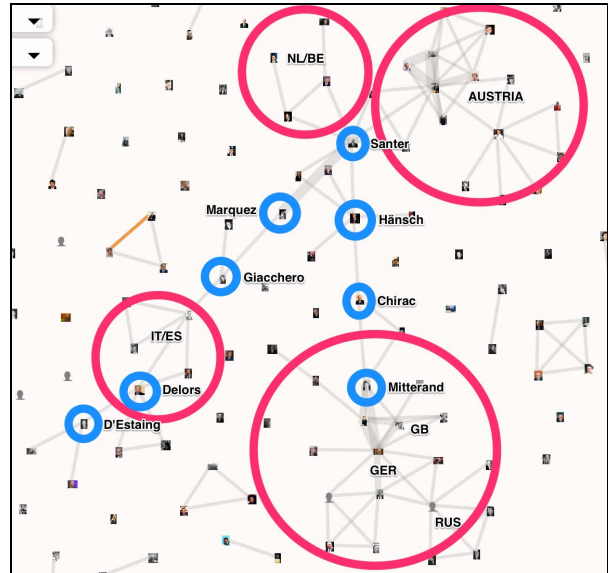 NL/BE
AUSTRIA
Santer
Marquez
Hänsch
Giacchero
Chirac
IT/ES
Delors
Mitterand
D'Estaing
GB
GER
RUS